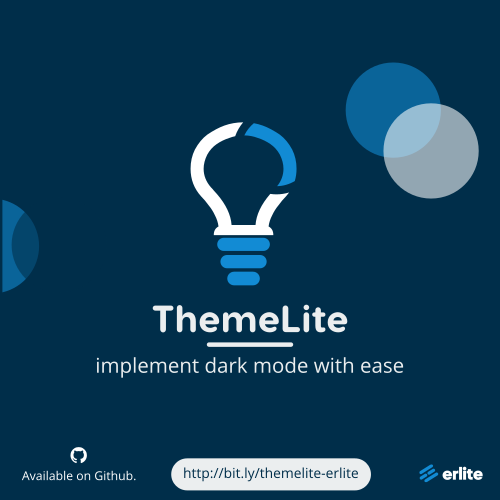 ThemeLite
implement dark mode with ease
Available on Github.
http://bit.ly/themelite-erlite
erlite